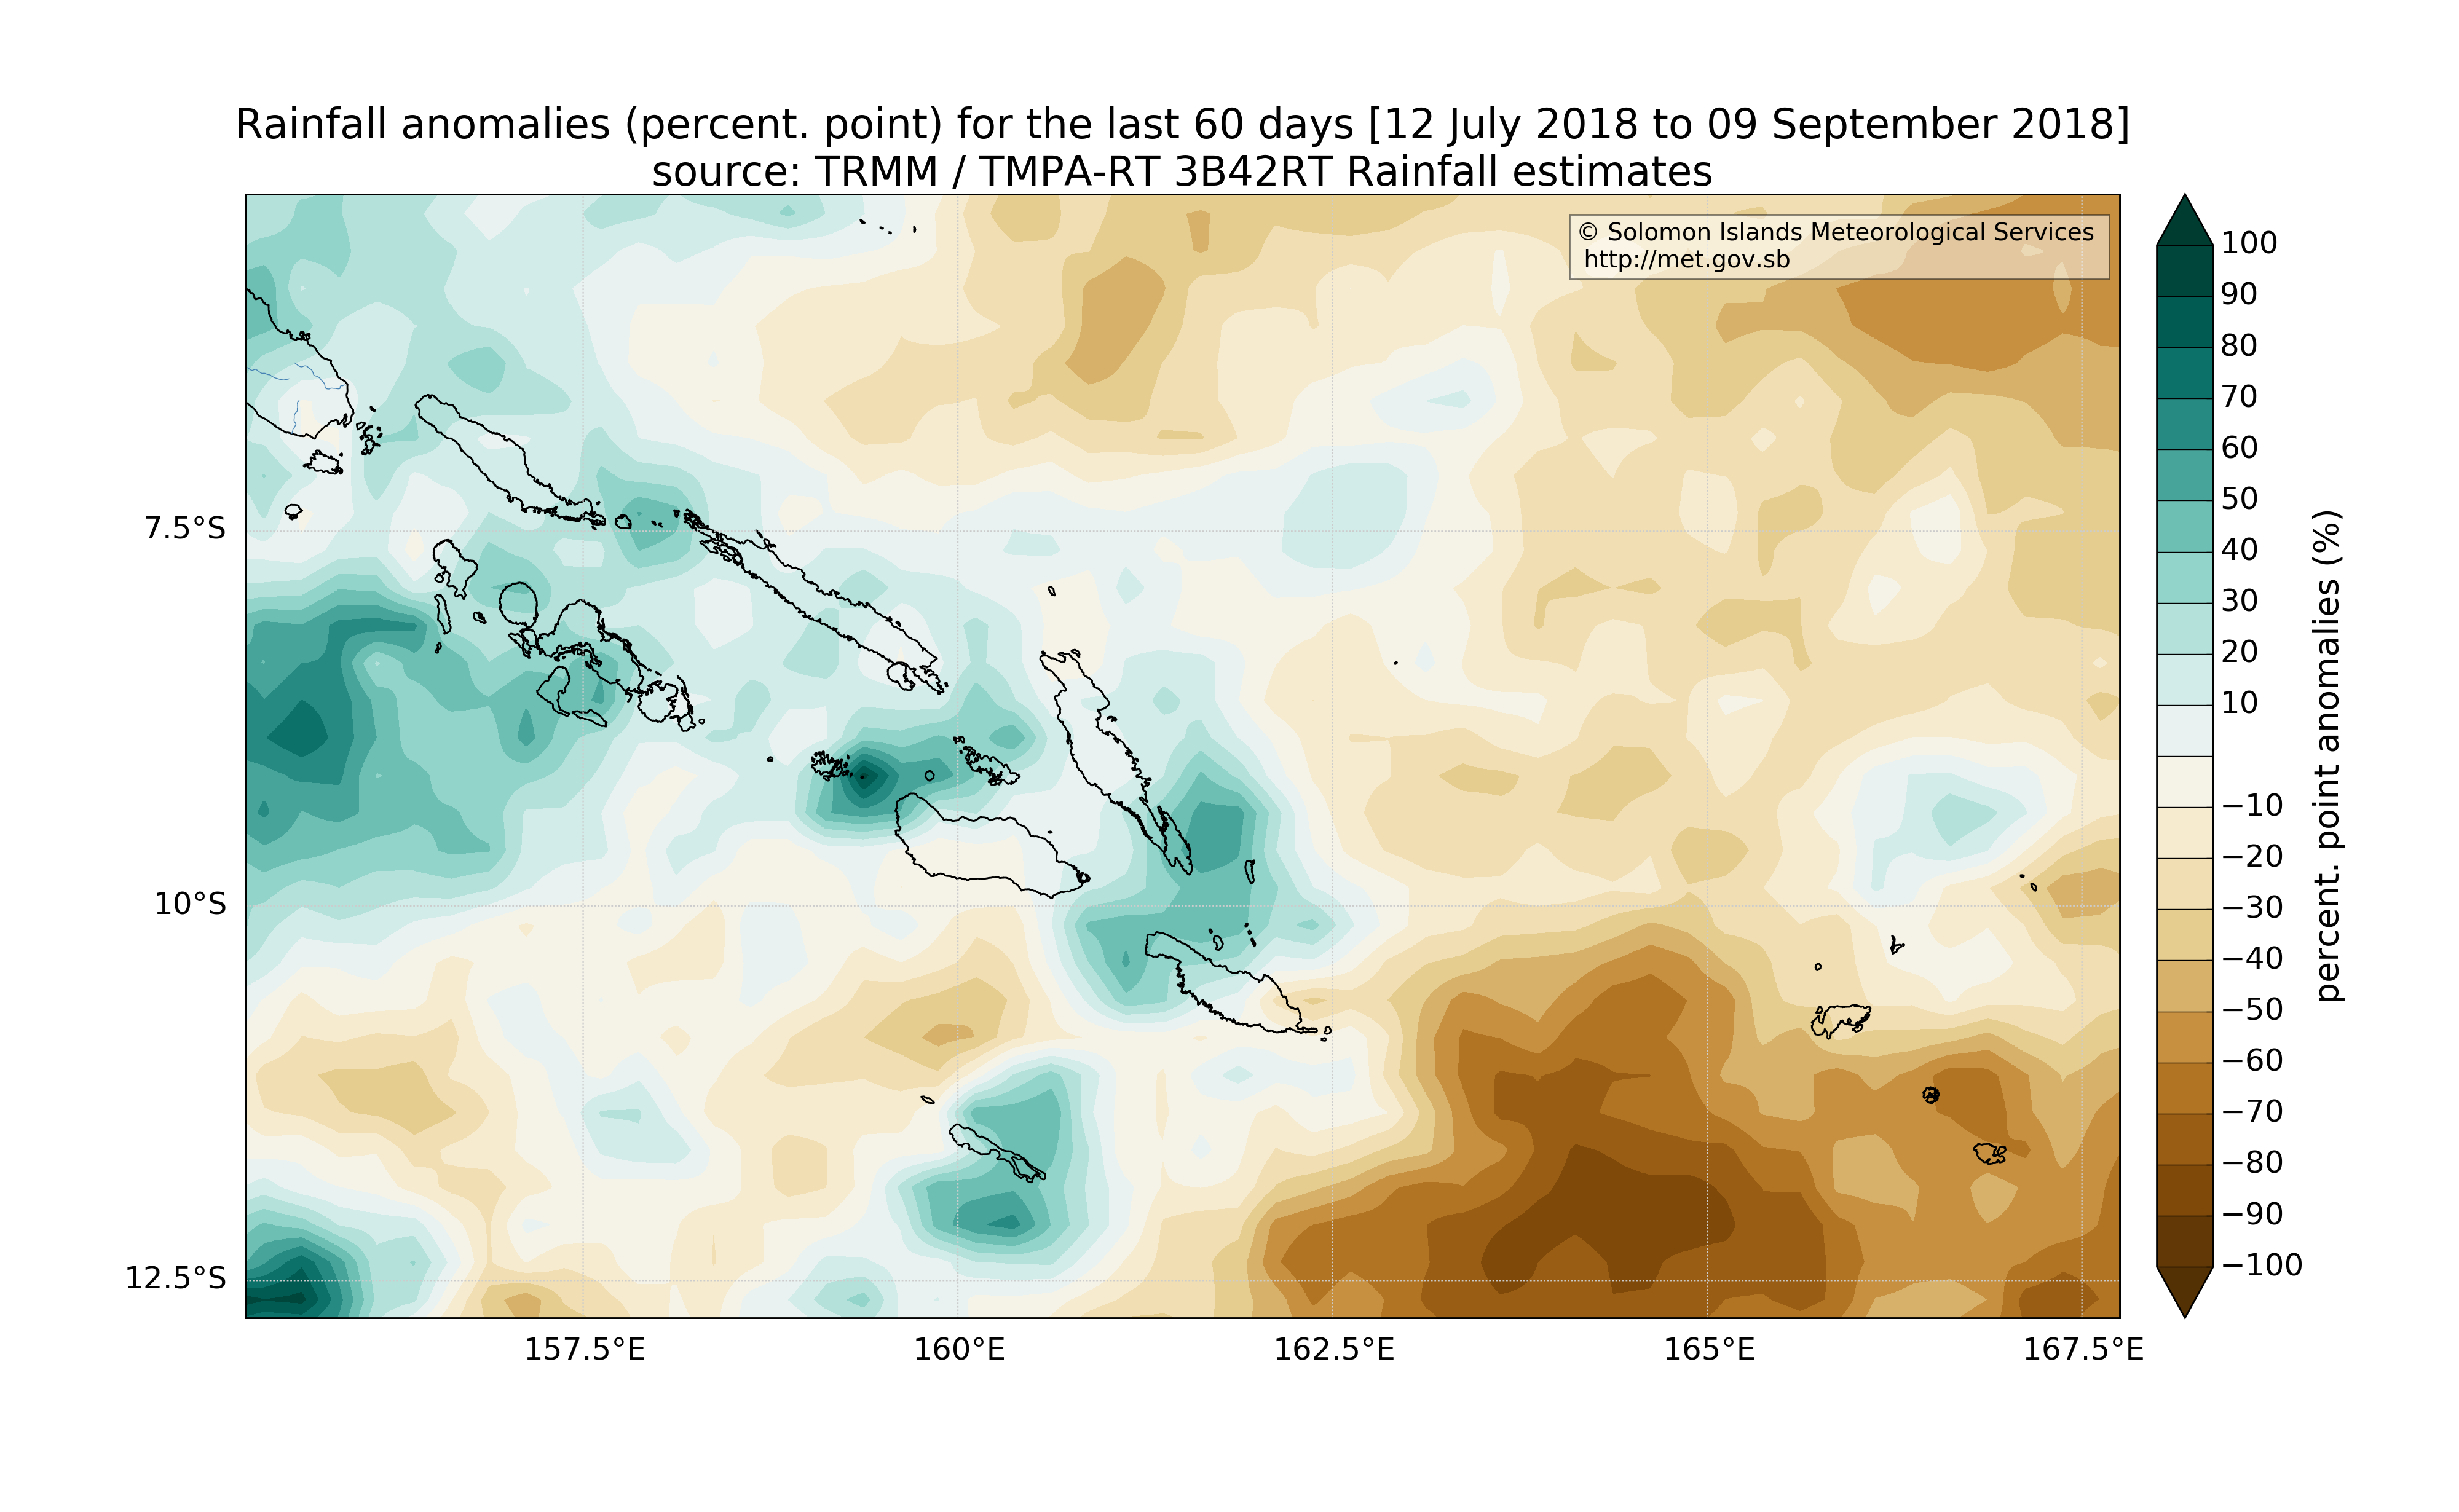 Rainfall anomalies (percent. point) for the last 60 days [12 July 2018 to 09 September 2018]
source: TRMM / TMPA-RT 3B42RT Rainfall estimates
© Solomon Islands Meteorological Services
http://met.gov.sb
7.5°S
10°S
12.5°S
157.5°E
160°E
162.5°E
165°E
167.5°E
100
90
80
70
60
50
40
30
20
10
−10
−20
−30
−40
−50
−60
−70
−80
−90
−100
percent. point anomalies (%)